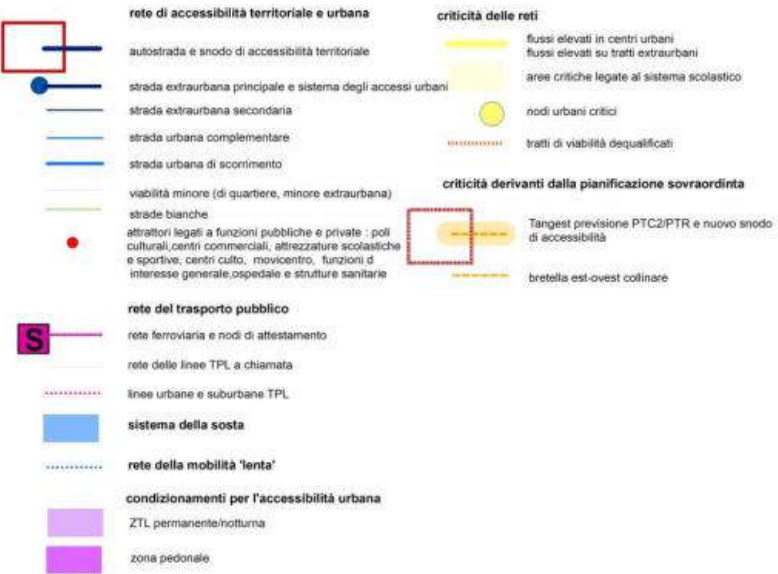 rete di accessibilità territoriale e urbana
autostrada e snodo di accessibilità territoriale
strada extraurbana principale e sistema degli accessi urbani
strada extraurbana secondaria
strada urbana complementare
strada urbana di scorrimento
viabilità minore (di quartiere, minore extraurbana)
strade bianche
attrattori legati a funzioni pubbliche e private : poli
culturali,centri commerciali, attrezzature scolastiche
e sportive, centri culto, movicentro, funzioni d
interesse generale,ospedale e strutture sanitarie
rete del trasporto pubblico
S
rete ferroviaria e nodi di attestamento
rete delle linee TPL a chiamata
linee urbane e suburbane TPL
sistema della sosta
rete della mobilità 'lenta'
condizionamenti per l'accessibilità urbana
ZTL permanente/notturna
zona pedonale
criticità delle reti
flussi elevati in centri urbani
flussi elevati su tratti extraurbani
aree critiche legate al sistema scolastico
nodi urbani critici
tratti di viabilità dequalificati
criticità derivanti dalla pianificazione sovraordinta
Tangest previsione PTC2/PTR e nuovo snodo
di accessibilità
bretella est-ovest collinare